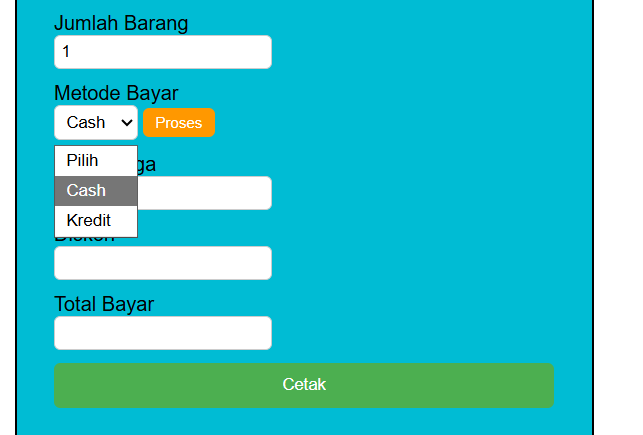 Jumlah Barang
1
Metode Bayar
Cash Proses
Pilih
Cash
Kredit
Total Bayar
Cetak